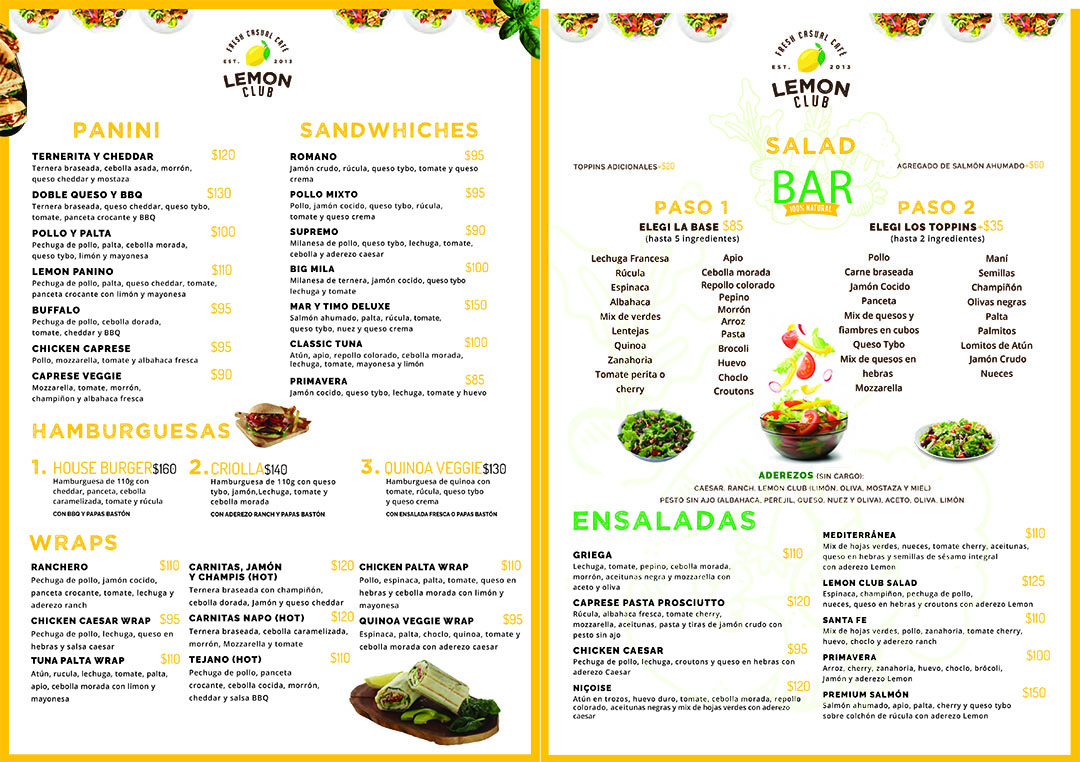 FRESH CASUAL CAFÉ
EST. 2013
LEMON
CLUB
PANINI
TERNERITA Y CHEDDAR $120
Ternera braseada, cebolla asada, morrón,
queso cheddar y mostaza
DOBLE QUESO Y BBQ $130
Ternera braseada, queso cheddar, queso tybo,
tomate, panceta crocante y BBQ
POLLO Y PALTA $100
Pechuga de pollo, palta, cebolla morada,
queso tybo, limón y mayonesa
LEMON PANINO $110
Pechuga de pollo, palta, queso cheddar, tomate,
panceta crocante con limón y mayonesa
BUFFALO $95
Pechuga de pollo, cebolla dorada,
tomate, cheddar y BBQ
CHICKEN CAPRESE $95
Pollo, mozzarella, tomate y albahaca fresca
CAPRESE VEGGIE $90
Mozzarella, tomate, morrón,
champiñon y albahaca fresca
SANDWHICHES
ROMANO $95
Jamón crudo, rúcula, queso tybo, tomate y queso
crema
POLLO MIXTO $95
Pollo, jamón cocido, queso tybo, rúcula,
tomate y queso crema
SUPREMO $90
Milanesa de pollo, queso tybo, lechuga, tomate,
cebolla y aderezo caesar
BIG MILA $100
Milanesa de ternera, jamón cocido, queso tybo
lechuga y tomate
MAR Y TIMO DELUXE $150
Salmón ahumado, palta, rúcula, tomate,
queso tybo, nuez y queso crema
CLASSIC TUNA $100
Atún, apio, repollo colorado, cebolla morada,
lechuga, tomate, mayonesa y limón
PRIMAVERA $85
Jamón cocido, queso tybo, lechuga, tomate y huevo
HAMBURGUESAS
1. HOUSE BURGER $160
Hamburguesa de 110g con
cheddar, panceta, cebolla
caramelizada, tomate y rúcula
CON BBQ Y PAPAS BASTÓN
2. CRIOLLA $140
Hamburguesa de 110g con queso
tybo, jamón,Lechuga, tomate y
cebolla morada
CON ADEREZO RANCH Y PAPAS BASTÓN
3. QUINOA VEGGIE $130
Hamburguesa de quinoa con
tomate, rúcula, queso tybo
y queso crema
CON ENSALADA FRESCA O PAPAS BASTÓN
WRAPS
RANCHERO $110
Pechuga de pollo, jamón cocido,
panceta crocante, tomate, lechuga y
aderezo ranch
CHICKEN CAESAR WRAP $95
Pechuga de pollo, lechuga, queso en
hebras y salsa caesar
TUNA PALTA WRAP $110
Atún, rucula, lechuga, tomate, palta,
apio, cebolla morada con limon y
mayonesa
CARNITAS, JAMÓN $120
Y CHAMPIS (HOT)
Ternera braseada con champiñón,
cebolla dorada, Jamón y queso cheddar
CARNITAS NAPO (HOT) $120
Ternera braseada, cebolla caramelizada,
morrón, Mozzarella y tomate
TEJANO (HOT) $110
Pechuga de pollo, panceta
crocante, cebolla cocida, morrón,
cheddar y salsa BBQ
CHICKEN PALTA WRAP $110
Pollo, espinaca, palta, tomate, queso en
hebras y cebolla morada con limón y
mayonesa
QUINOA VEGGIE WRAP $95
Espinaca, palta, choclo, quinoa, tomate y
cebolla morada con aderezo caesar
FRESH CASUAL CAFÉ
EST. 2013
LEMON
CLUB
SALAD
BAR
100% NATURAL
TOPPINS ADICIONALES+$20
AGREGADO DE SALMÓN AHUMADO+$60
PASO 1
ELEGI LA BASE $85
(hasta 5 ingredientes)
Lechuga Francesa
Rúcula
Espinaca
Albahaca
Mix de verdes
Lentejas
Quinoa
Zanahoria
Tomate perita o
cherry
Apio
Cebolla morada
Repollo colorado
Pepino
Morrón
Arroz
Pasta
Brocoli
Huevo
Choclo
Croutons
PASO 2
ELEGI LOS TOPPINS +$35
(hasta 2 ingredientes)
Pollo
Carne braseada
Jamón Cocido
Panceta
Mix de quesos y
fiambres en cubos
Queso Tybo
Mix de quesos en
hebras
Mozzarella
Maní
Semillas
Champiñón
Olivas negras
Palta
Palmitos
Lomitos de Atún
Jamón Crudo
Nueces
ADEREZOS (SIN CARGO):
CAESAR, RANCH, LEMON CLUB (LIMÓN, OLIVA, MOSTAZA Y MIEL)
PESTO SIN AJO (ALBAHACA, PEREJIL, QUESO, NUEZ Y OLIVA), ACETO, OLIVA, LIMÓN
ENSALADAS
GRIEGA $110
Lechuga, tomate, pepino, cebolla morada,
morrón, aceitunas negra y mozzarella con
aceto y oliva
CAPRESE PASTA PROSCIUTTO $120
Rúcula, albahaca fresca, tomate cherry,
mozzarella, aceitunas, pasta y tiras de jamón crudo con
pesto sin ajo
CHICKEN CAESAR $95
Pechuga de pollo, lechuga, croutons y queso en hebras con
aderezo Caesar
NIÇOISE $120
Atún en trozos, huevo duro, tomate, cebolla morada, repollo
colorado, aceitunas negras y mix de hojas verdes con aderezo
caesar
MEDITERRÁNEA $110
Mix de hojas verdes, nueces, tomate cherry, aceitunas,
queso en hebras y semillas de sésamo integral
con aderezo Lemon
LEMON CLUB SALAD $125
Espinaca, champiñon, pechuga de pollo,
nueces, queso en hebras y croutons con aderezo Lemon
SANTA FE $110
Mix de hojas verdes, pollo, zanahoria, tomate cherry,
huevo, choclo y aderezo ranch
PRIMAVERA $100
Arroz, cherry, zanahoria, huevo, choclo, brócoli,
Jamón y aderezo Lemon
PREMIUM SALMÓN $150
Salmón ahumado, apio, palta, cherry y queso tybo
sobre colchón de rúcula con aderezo Lemon